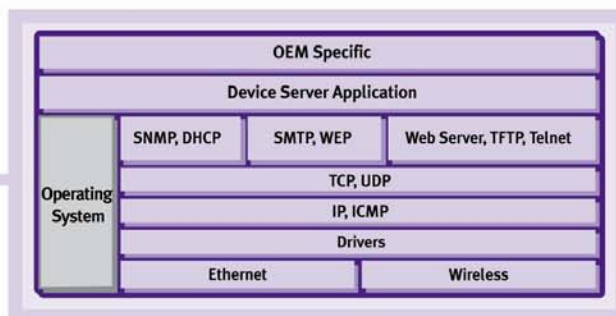 OEM Specific
Device Server Application
SNMP, DHCP
SMTP, WEP
Web Server, TFTP, Telnet
Operating
System
TCP, UDP
IP, ICMP
Drivers
Ethernet
Wireless